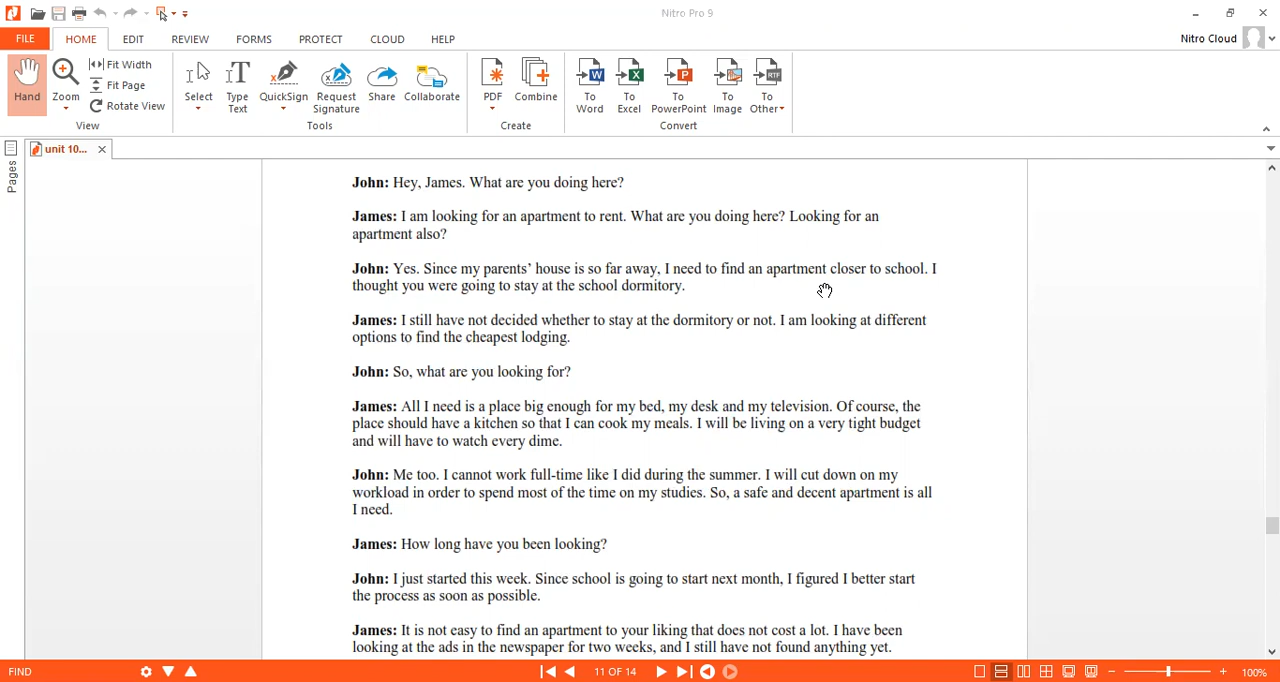 Nitro Pro 9
FILE HOME EDIT REVIEW FORMS PROTECT CLOUD HELP Nitro Cloud
Hand Zoom Fit Width Fit Page Rotate View Select Type Text QuickSign Request Signature Share Collaborate PDF Combine To Word To Excel To PowerPoint To Image To Other
View Tools Create Convert
Pages
unit 10...
John: Hey, James. What are you doing here?
James: I am looking for an apartment to rent. What are you doing here? Looking for an
apartment also?
John: Yes. Since my parents’ house is so far away, I need to find an apartment closer to school. I
thought you were going to stay at the school dormitory.
James: I still have not decided whether to stay at the dormitory or not. I am looking at different
options to find the cheapest lodging.
John: So, what are you looking for?
James: All I need is a place big enough for my bed, my desk and my television. Of course, the
place should have a kitchen so that I can cook my meals. I will be living on a very tight budget
and will have to watch every dime.
John: Me too. I cannot work full-time like I did during the summer. I will cut down on my
workload in order to spend most of the time on my studies. So, a safe and decent apartment is all
I need.
James: How long have you been looking?
John: I just started this week. Since school is going to start next month, I figured I better start
the process as soon as possible.
James: It is not easy to find an apartment to your liking that does not cost a lot. I have been
looking at the ads in the newspaper for two weeks, and I still have not found anything yet.
FIND 11 OF 14 100%